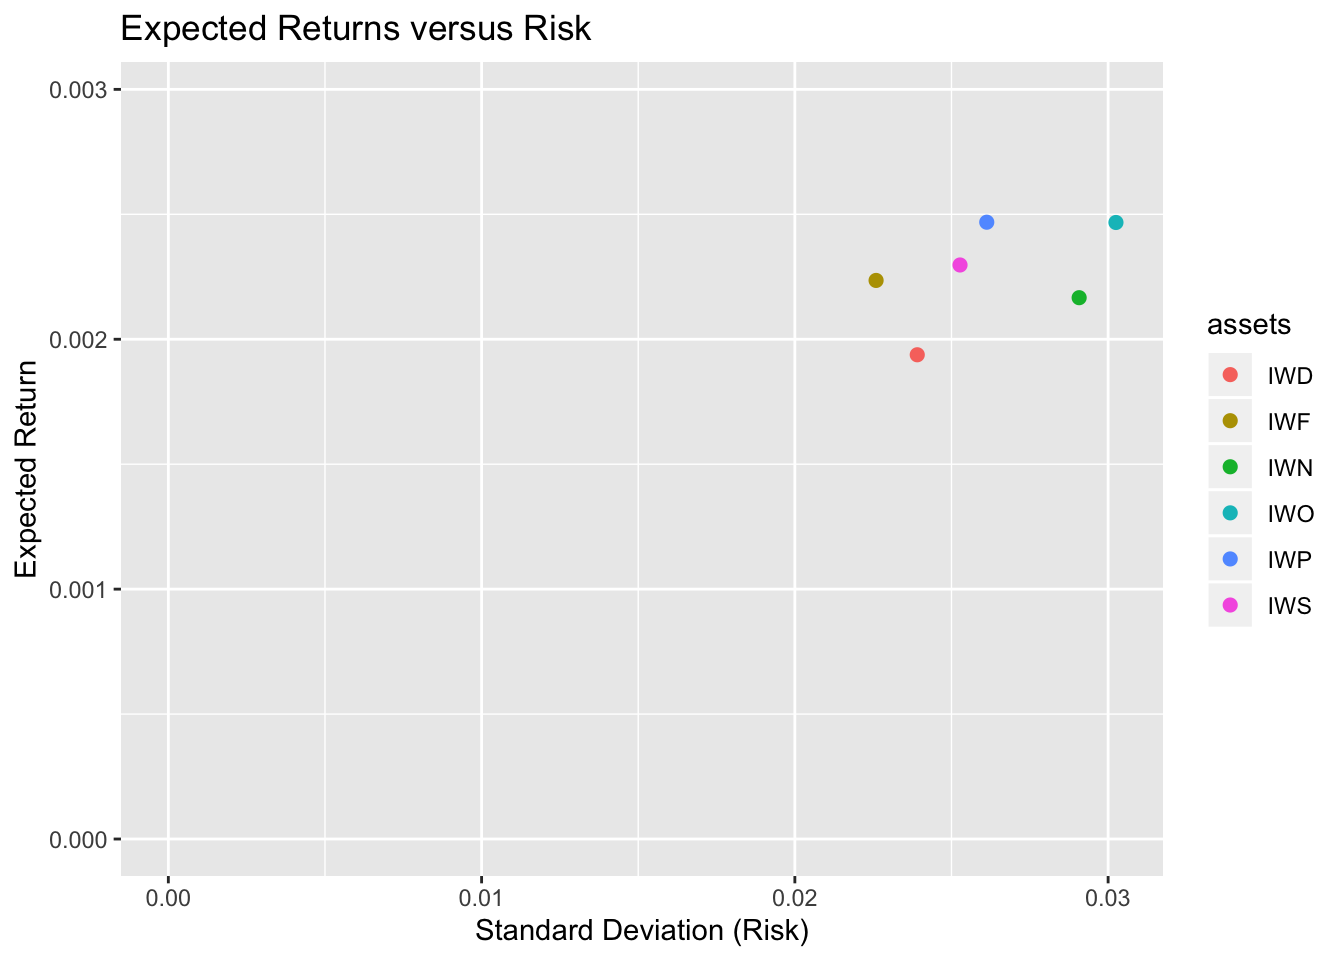 Expected Returns versus Risk
0.003
0.002
0.001
0.000
Expected Return
0.00 0.01 0.02 0.03
Standard Deviation (Risk)
assets
IWD
IWF
IWN
IWO
IWP
IWS